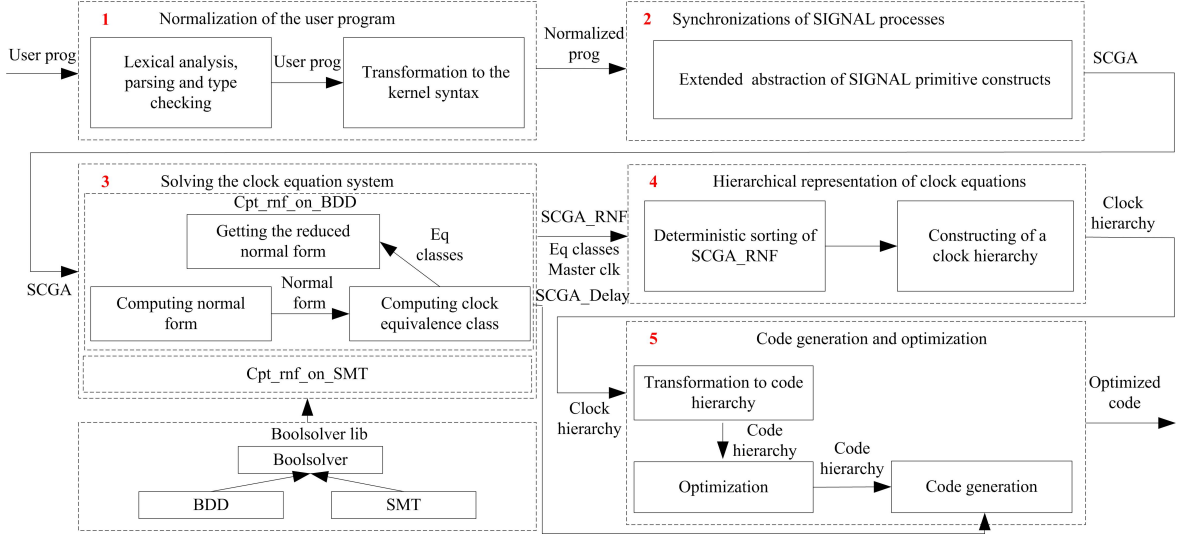 1 Normalization of the user program
User prog
Lexical analysis,
parsing and type
checking
User prog
Transformation to the
kernel syntax
Normalized
prog
2 Synchronizations of SIGNAL processes
Extended abstraction of SIGNAL primitive constructs
SCGA
3 Solving the clock equation system
Cpt_rnf_on_BDD
Getting the reduced
normal form
Eq
classes
SCGA
Computing normal
form
Normal
form
Computing clock
equivalence class
Cpt_rnf_on_SMT
SCGA_RNF
Eq classes
Master clk
SCGA_Delay
4 Hierarchical representation of clock equations
Deterministic sorting of
SCGA_RNF
Constructing of a
clock hierarchy
Clock
hierarchy
Boolsolver lib
Boolsolver
BDD
SMT
5 Code generation and optimization
Clock
hierarchy
Transformation to code
hierarchy
Code
hierarchy
Optimization
Code
hierarchy
Code generation
Optimized
code